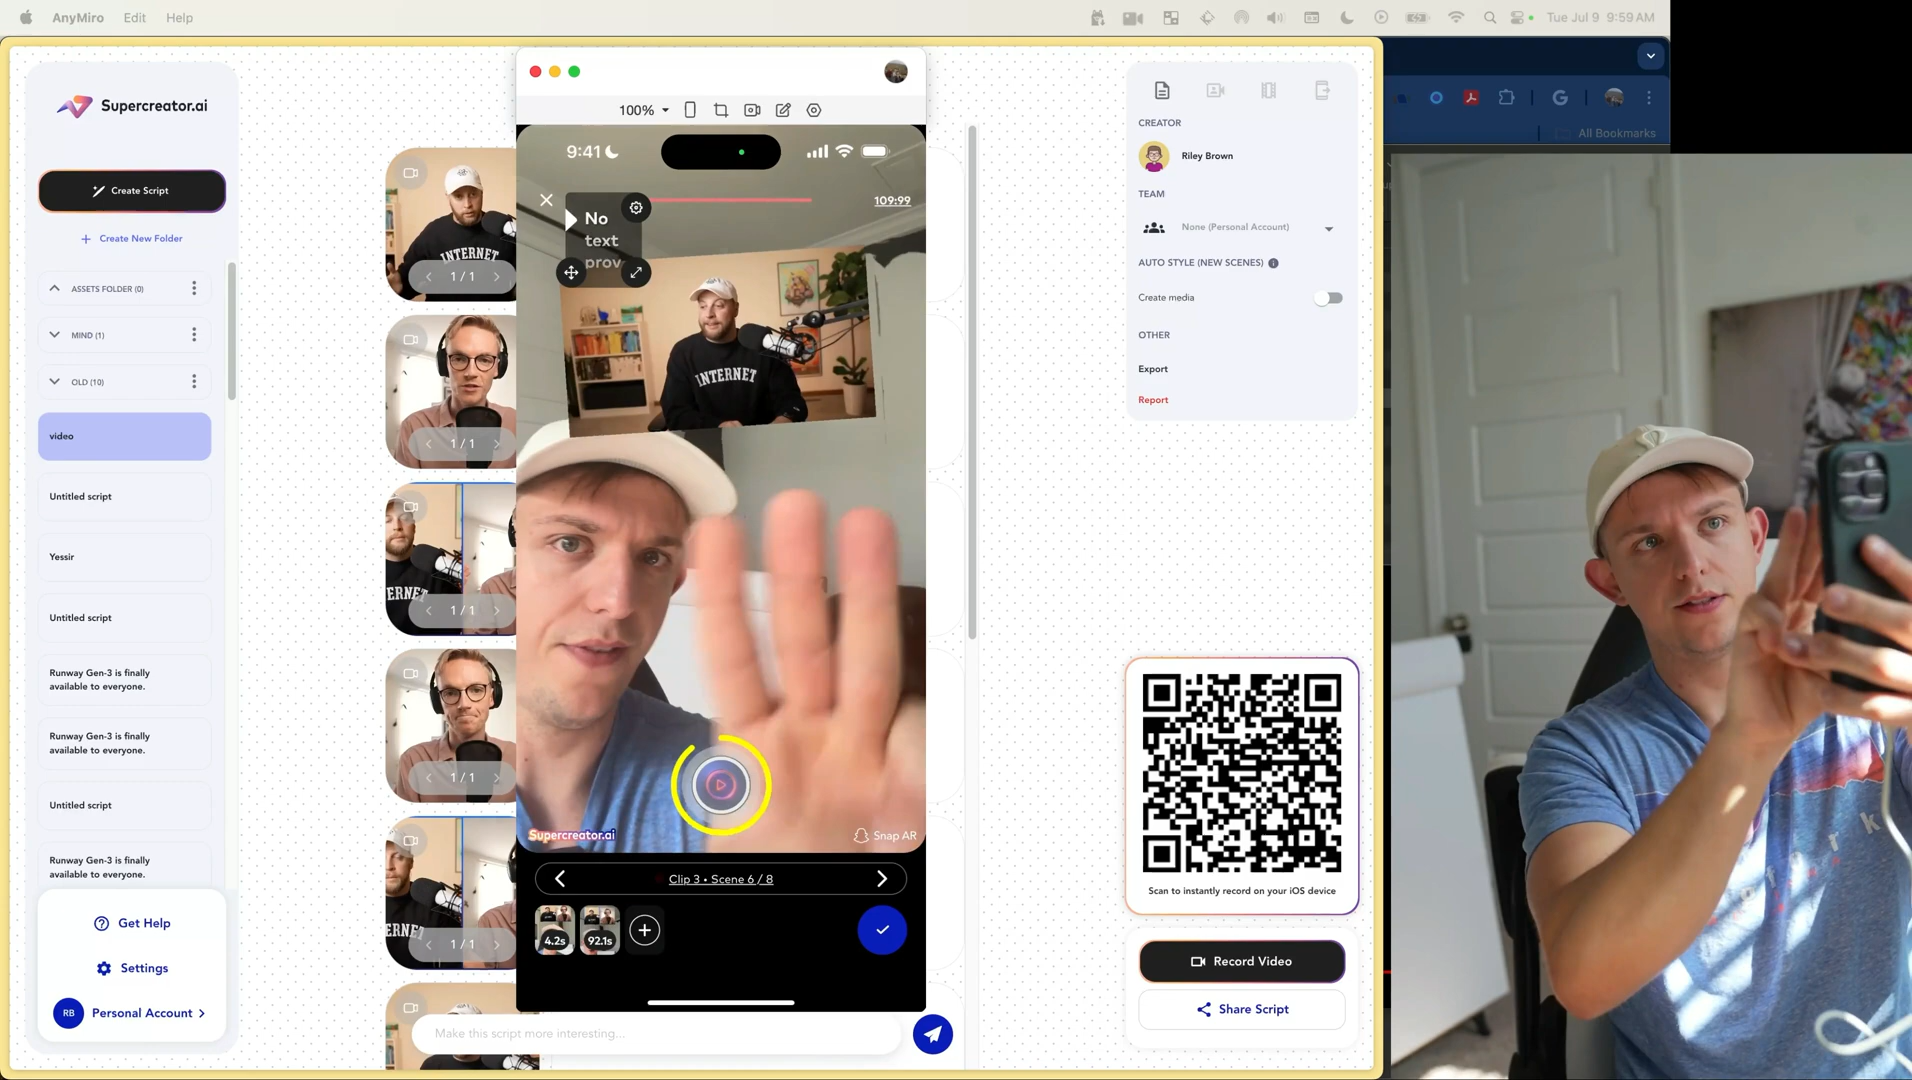 AnyMiro
Edit
Help
Tue Jul 9 9:59 AM
Supercreator.ai
Create Script
Create New Folder
ASSETS FOLDER (0)
MIND (1)
OLD (10)
video
Untitled script
Yessir
Untitled script
Runway Gen-3 is finally
available to everyone.
Runway Gen-3 is finally
available to everyone.
Untitled script
Runway Gen-3 is finally
available to everyone.
Get Help
Settings
RB
Personal Account
INTERNET
1 / 1
1 / 1
ERNET
1 / 1
1 / 1
ERNET
1 / 1
100%
9:41
109:99
No
text
prov
INTERNET
Supercreator.ai
Snap AR
Clip 3 • Scene 6 / 8
4.2s
92.1s
Make this script more interesting...
CREATOR
Riley Brown
TEAM
None (Personal Account)
AUTO STYLE (NEW SCENES)
Create media
OTHER
Export
Report
Scan to instantly record on your iOS device
Record Video
Share Script
All Bookmarks